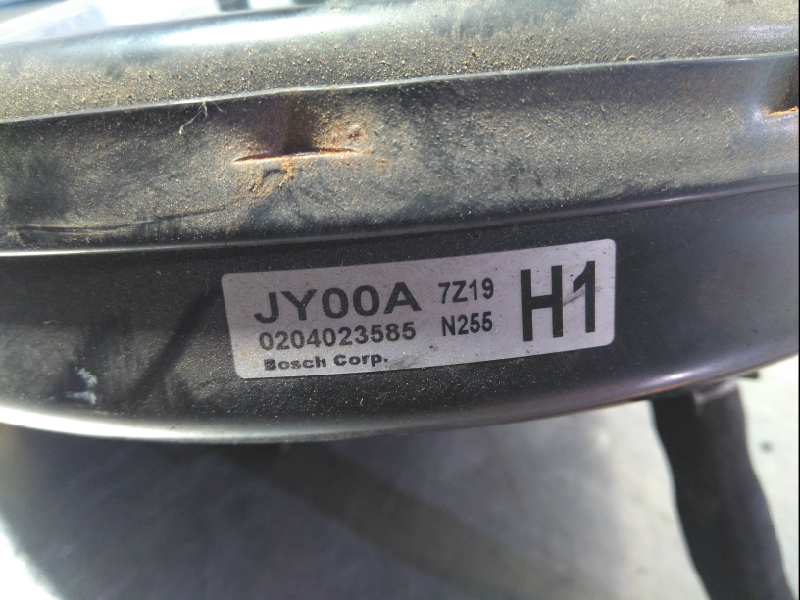 JY00A 7Z19 H1
0204023585 N255
Bosch Corp.